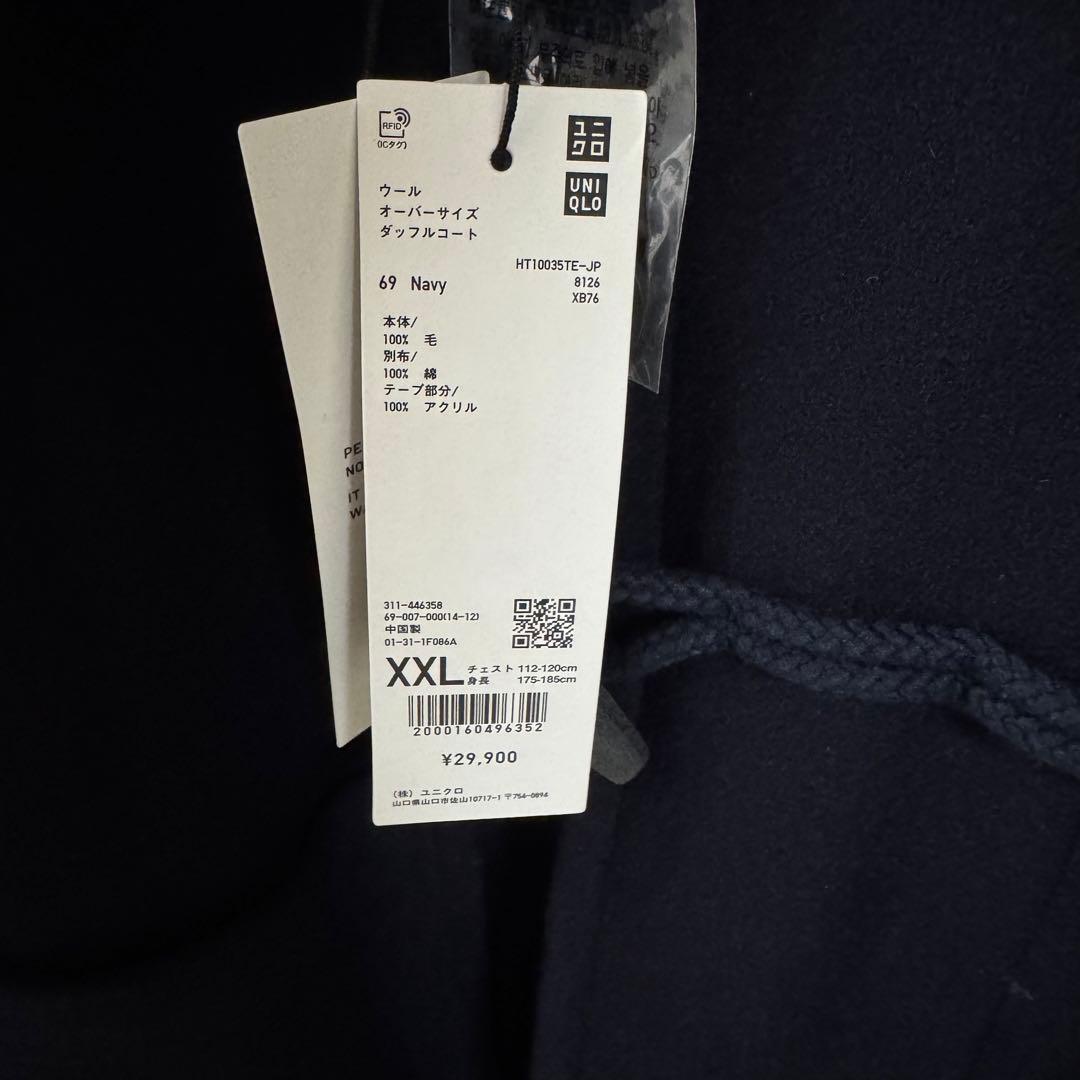 RFID
(ICタグ)
ユニ
クロ
UNI
QLO
ウール
オーバーサイズ
ダッフルコート
HT10035TE-JP
8126
XB76
69 Navy
本体/
100% 毛
別布/
100% 綿
テープ部分/
100% アクリル
PE
NO
IT
311-446358
69-007-000(14-12)
中国製
01-31-1F086A
XXL
チェスト 112-120cm
身長 175-185cm
2000160496352
¥29,900
(株) ユニクロ
山口県山口市佐山10717-1 〒754-0894